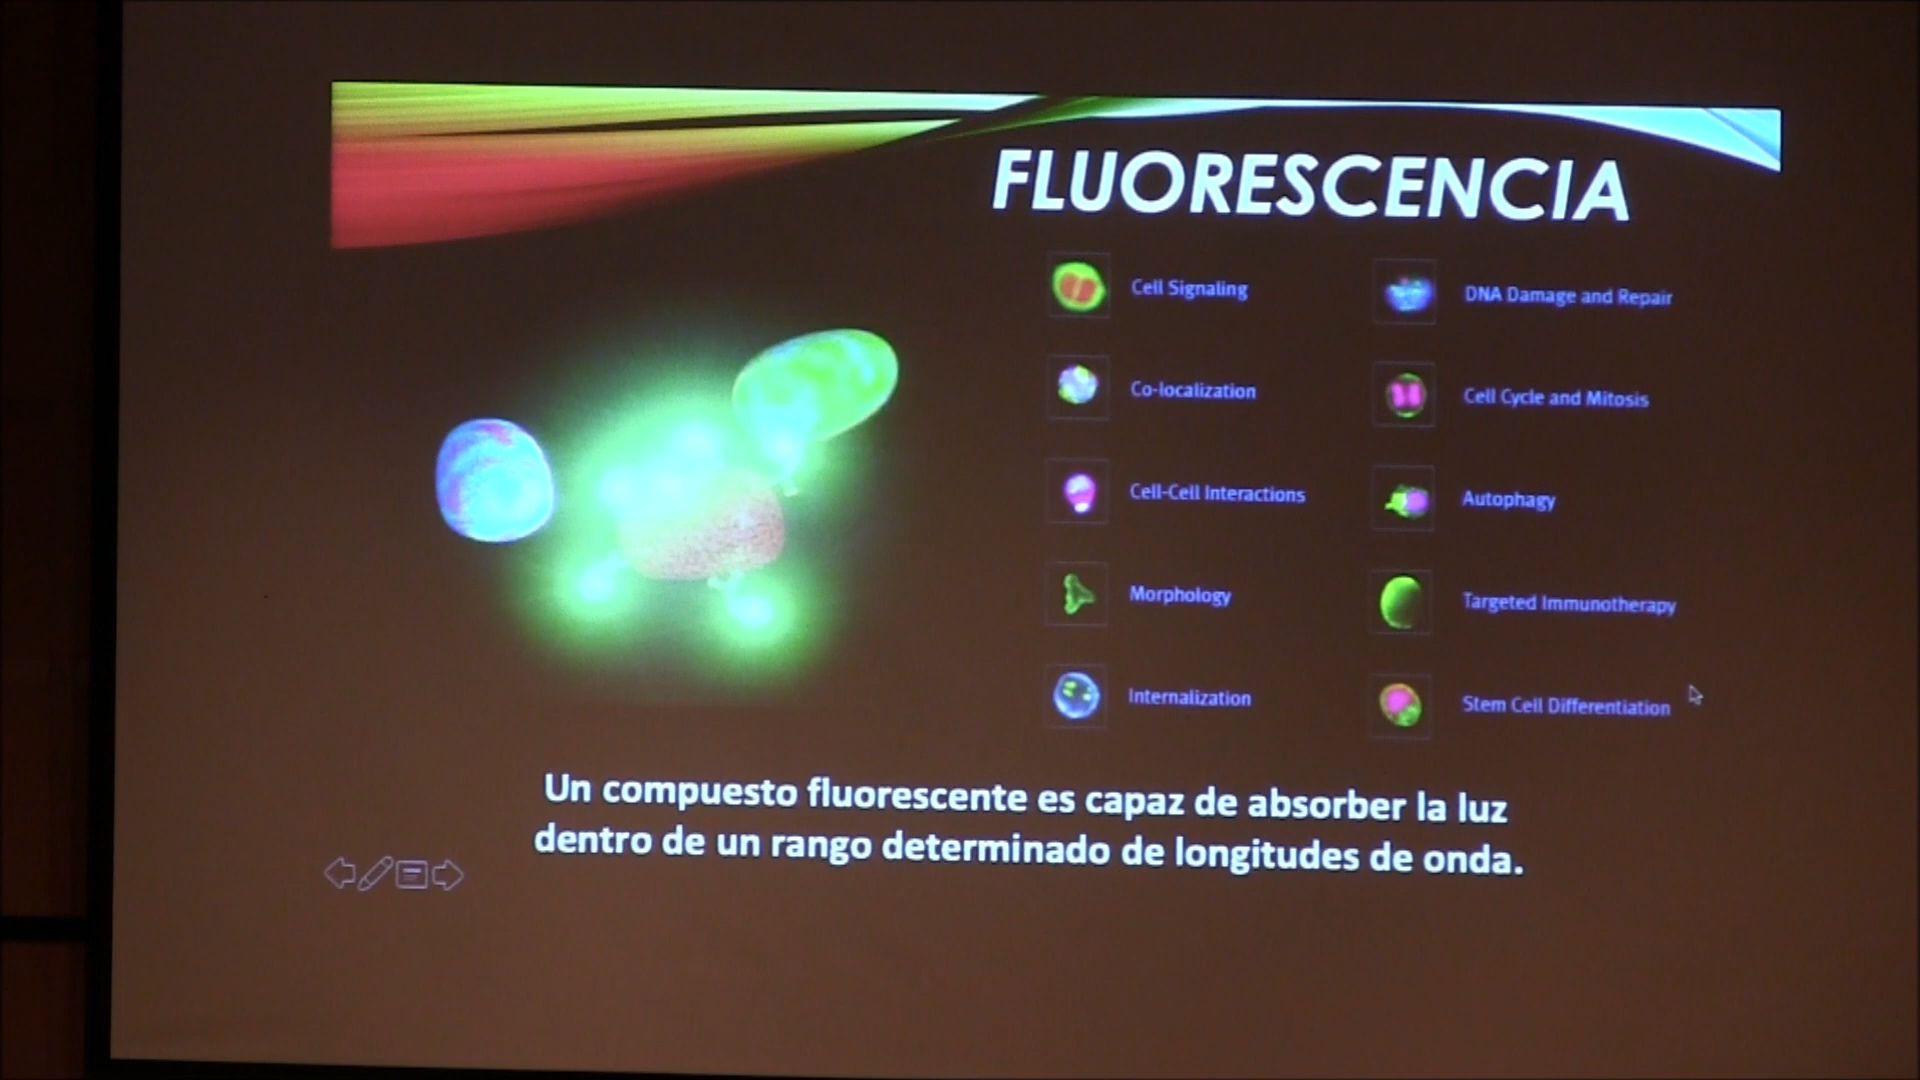 FLUORESCENCIA
Cell Signaling
DNA Damage and Repair
Co-localization
Cell Cycle and Mitosis
Cell-Cell Interactions
Autophagy
Morphology
Targeted Immunotherapy
Internalization
Stem Cell Differentiation
Un compuesto fluorescente es capaz de absorber la luz
dentro de un rango determinado de longitudes de onda.